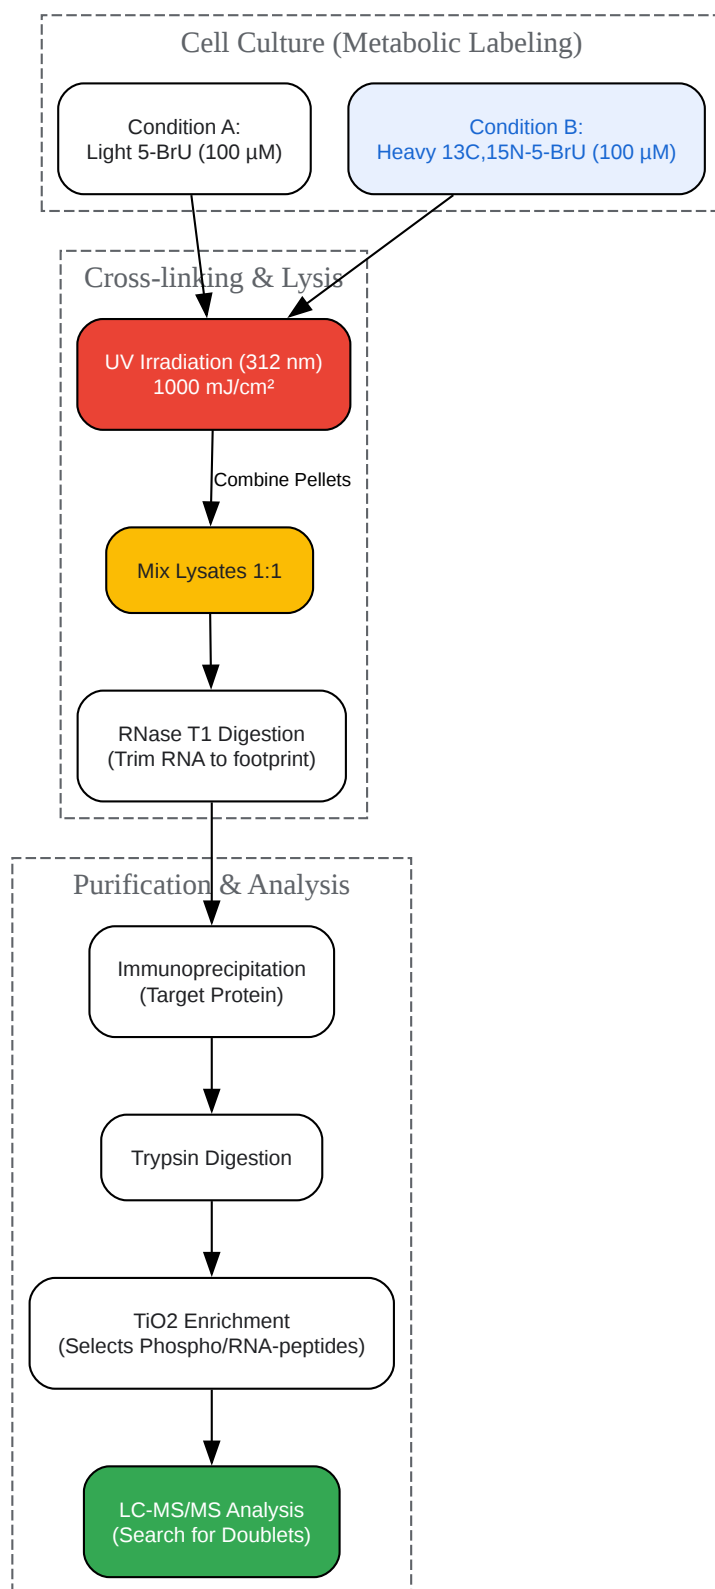 Cell Culture (Metabolic Labeling)
Condition A:
Light 5-BrU (100 µM)
Condition B:
Heavy 13C,15N-5-BrU (100 µM)
Cross-linking & Lysis
UV Irradiation (312 nm)
1000 mJ/cm²
Combine Pellets
Mix Lysates 1:1
RNase T1 Digestion
(Trim RNA to footprint)
Purification & Analysis
Immunoprecipitation
(Target Protein)
Trypsin Digestion
TiO2 Enrichment
(Selects Phospho/RNA-peptides)
LC-MS/MS Analysis
(Search for Doublets)